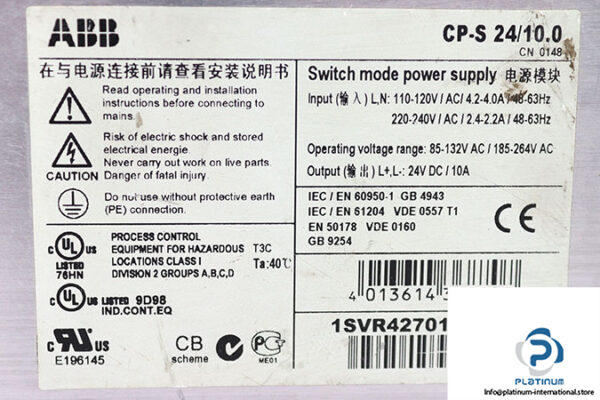 ABB
CP-S 24/10.0
CN 0148
在与电源连接前请查看安装说明书
Read operating and installation
instructions before connecting to
mains.
Risk of electric shock and stored
electrical energie.
Never carry out work on live parts.
Danger of fatal injury.
CAUTION
Do not use without protective earth
(PE) connection.
Switch mode power supply 电源模块
Input (输入) L,N: 110-120V / AC/ 4.2-4.0A / 48-63Hz
220-240V / AC / 2.4-2.2A / 48-63Hz
Operating voltage range: 85-132V AC / 185-264V AC
Output (输出) L+,L-: 24V DC / 10A
IEC / EN 60950-1 GB 4943
IEC / EN 61204 VDE 0557 T1
EN 50178 VDE 0160
GB 9254
CE
C UL US
LISTED
76HN
PROCESS CONTROL
EQUIPMENT FOR HAZARDOUS
LOCATIONS CLASS I
DIVISION 2 GROUPS A,B,C,D
T3C
Ta:40℃
C UL US LISTED 9D98
IND.CONT.EQ
C UL US
E196145
CB
scheme
ME01
4 013614
1SVR42701
PLATINUM
info@platinum-international.store